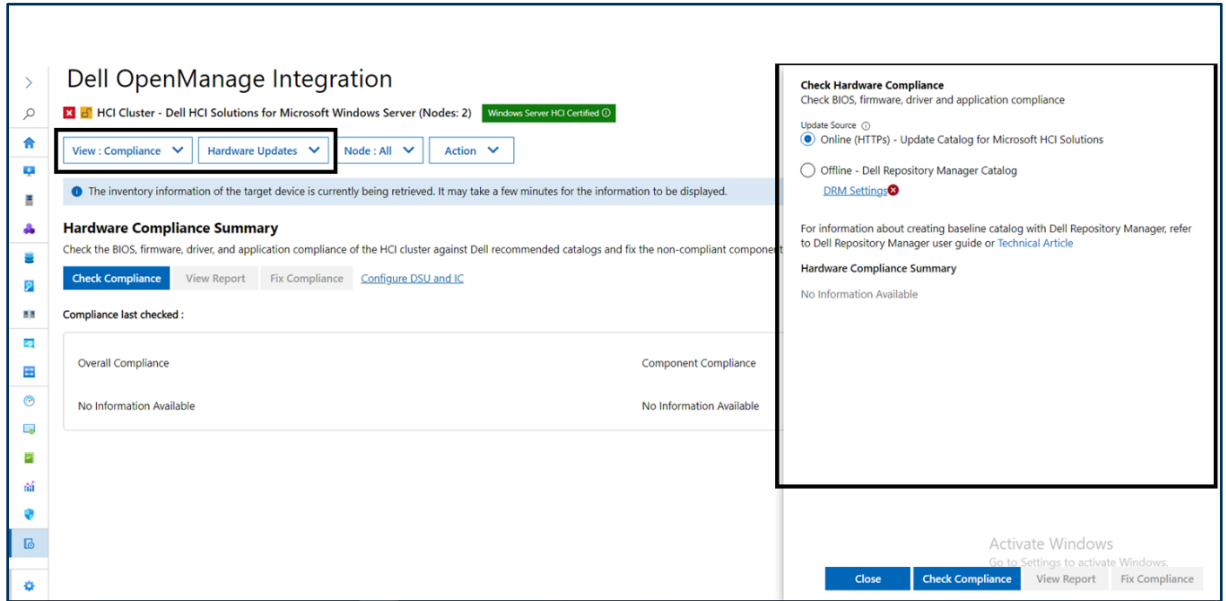 Dell OpenManage Integration
HCI Cluster - Dell HCI Solutions for Microsoft Windows Server (Nodes: 2)
Windows Server HCI Certified
View : Compliance
Hardware Updates
Node : All
Action
The inventory information of the target device is currently being retrieved. It may take a few minutes for the information to be displayed.
Hardware Compliance Summary
Check the BIOS, firmware, driver, and application compliance of the HCI cluster against Dell recommended catalogs and fix the non-compliant component
Check Compliance
View Report
Fix Compliance
Configure DSU and IC
Compliance last checked :
Overall Compliance
Component Compliance
No Information Available
No Information Available
Check Hardware Compliance
Check BIOS, firmware, driver and application compliance
Update Source
Online (HTTPs) - Update Catalog for Microsoft HCI Solutions
Offline - Dell Repository Manager Catalog
DRM Settings
For information about creating baseline catalog with Dell Repository Manager, refer
to Dell Repository Manager user guide or Technical Article
Hardware Compliance Summary
No Information Available
Activate Windows
Go to Settings to activate Windows.
Close
Check Compliance
View Report
Fix Compliance